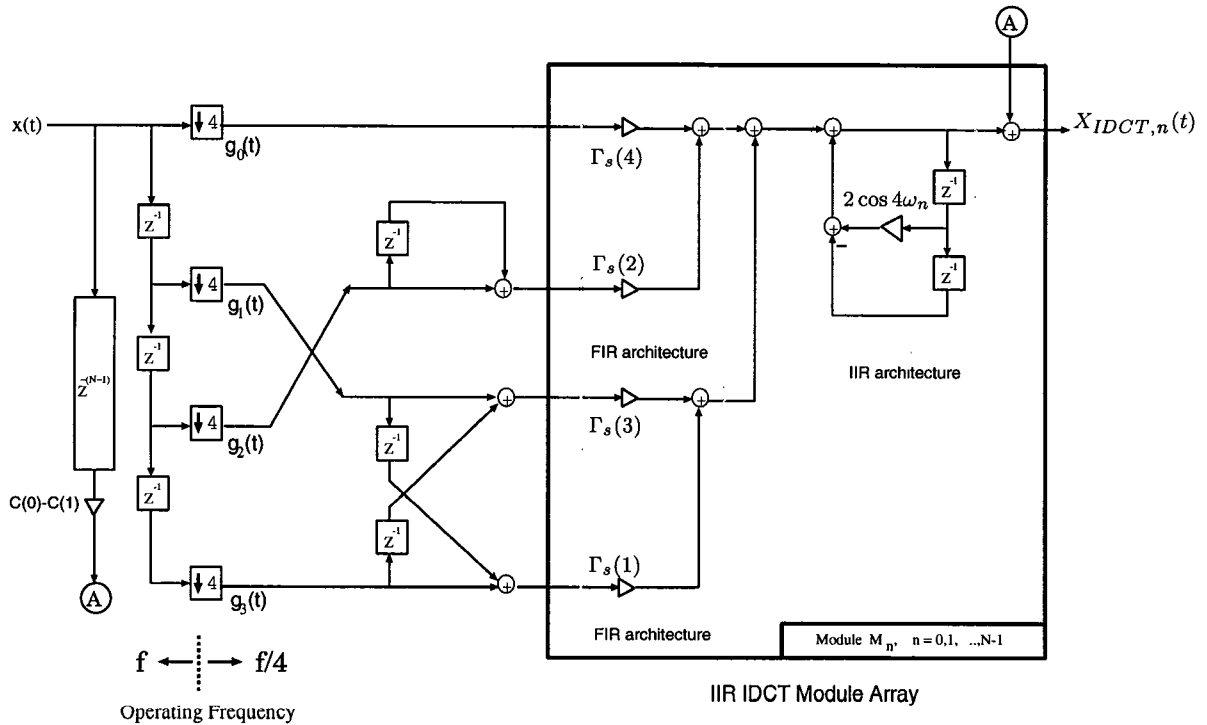 A
x(t)
↓4
g₀(t)
Γₛ(4)
X_{IDCT,n}(t)
z⁻¹
2 cos 4ωₙ
z⁻¹
z⁻¹
Γₛ(2)
−
z⁻¹
↓4
g₁(t)
FIR architecture
IIR architecture
z⁻¹
z^{-(N-1)}
Γₛ(3)
↓4
g₂(t)
z⁻¹
C(0)-C(1)
z⁻¹
z⁻¹
Γₛ(1)
A
↓4
g₃(t)
FIR architecture
Module Mₙ, n = 0,1, ..,N-1
f
f/4
IIR IDCT Module Array
Operating Frequency